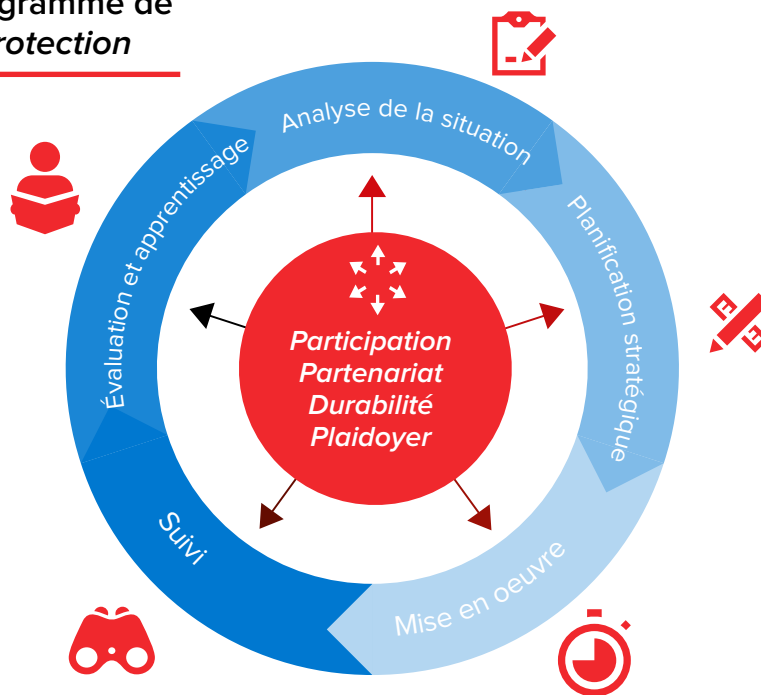 gramme de
rotection
Analyse de la situation
Planification stratégique
Mise en oeuvre
Suivi
Évaluation et apprentissage
Participation
Partenariat
Durabilité
Plaidoyer